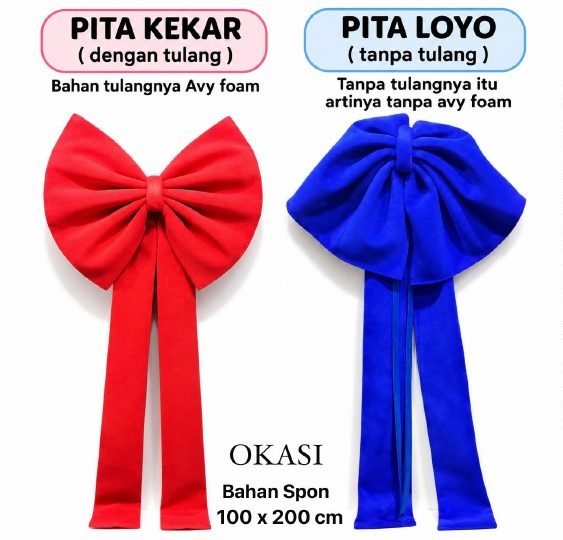 PITA KEKAR
( dengan tulang )
Bahan tulangnya Avy foam
PITA LOYO
( tanpa tulang )
Tanpa tulangnya itu
artinya tanpa avy foam
OKASI
Bahan Spon
100 x 200 cm